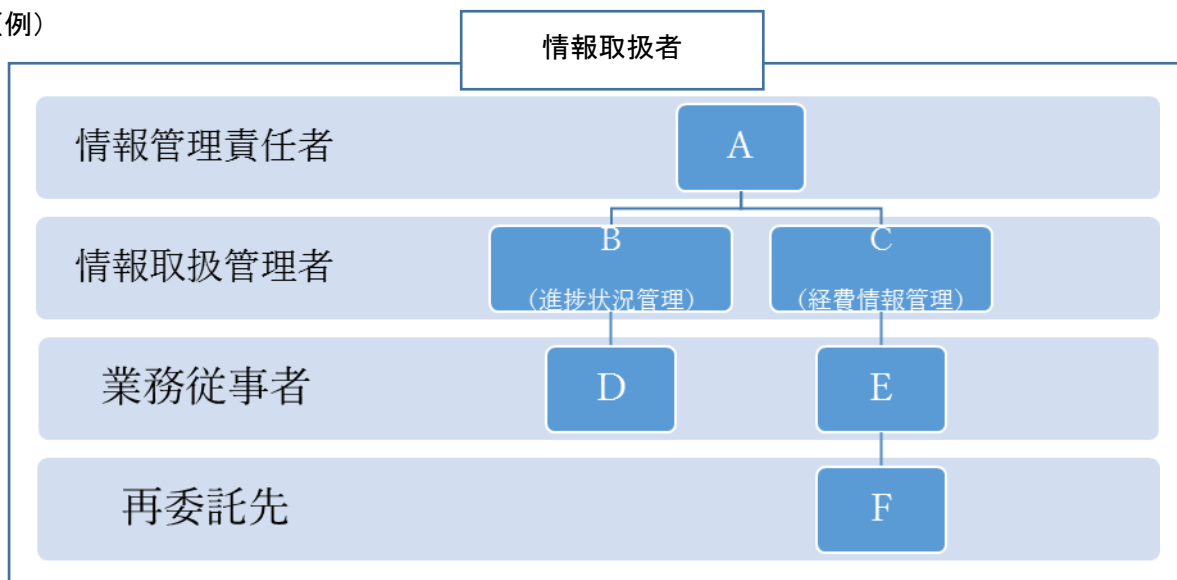 （例）
情報取扱者
情報管理責任者
A
情報取扱管理者
B
（進捗状況管理）
C
（経費情報管理）
業務従事者
D
E
再委託先
F